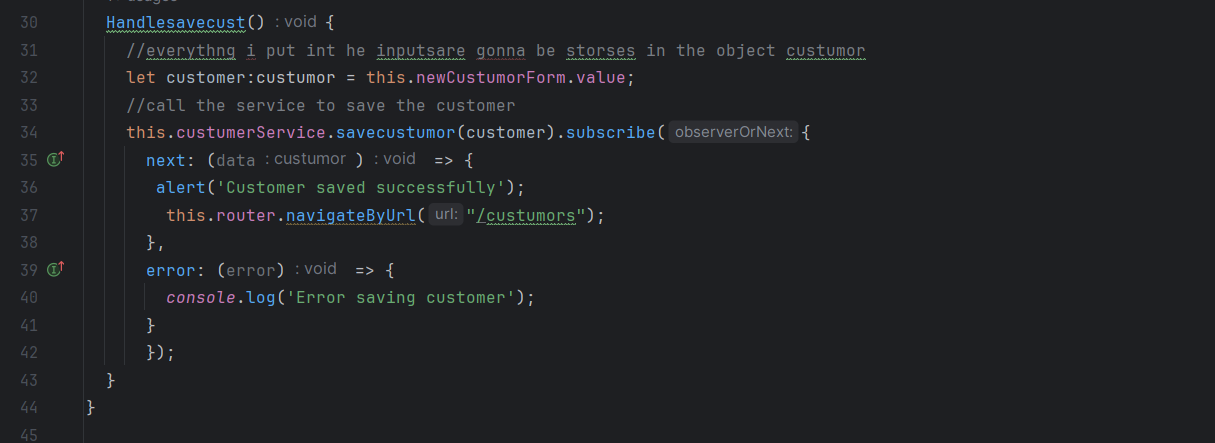 30 Handlesavecust() : void {
31 //everythng i put int he inputsare gonna be storses in the object custumor
32 let customer:custumor = this.newCustumorForm.value;
33 //call the service to save the customer
34 this.custumerService.savecustumor(customer).subscribe( observerOrNext: {
35 next: (data : custumor ) : void => {
36 alert('Customer saved successfully');
37 this.router.navigateByUrl( url: "/custumors");
38 },
39 error: (error) : void => {
40 console.log('Error saving customer');
41 }
42 });
43 }
44 }
45